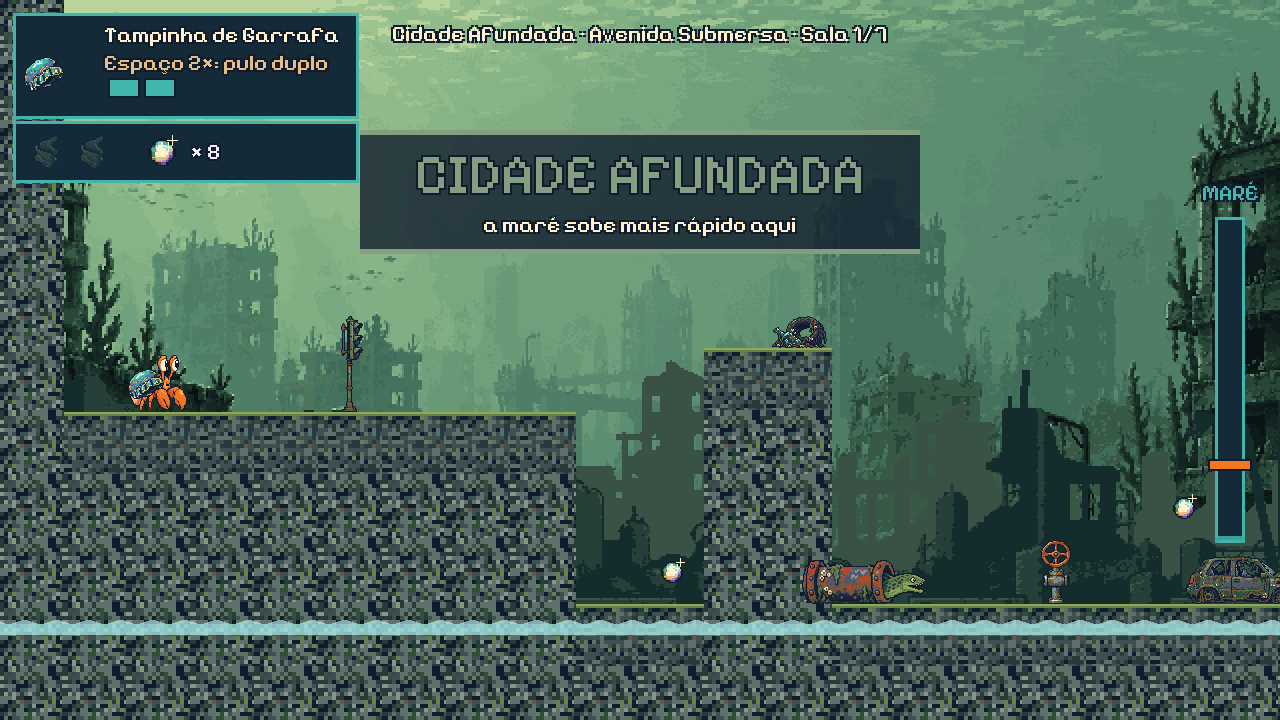 Tampinha de Garrafa
Espaço 2×: pulo duplo
× 8
Cidade Afundada · Avenida Submersa · Sala 1/7
CIDADE AFUNDADA
a maré sobe mais rápido aqui
MARÉ